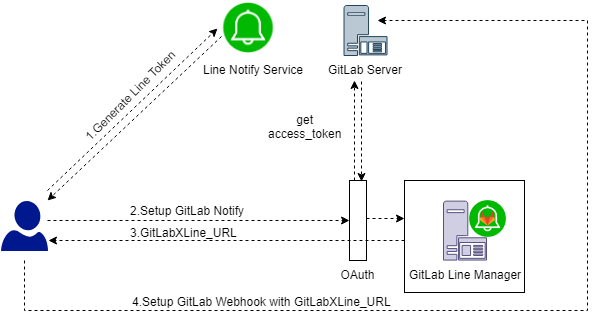 Line Notify Service
GitLab Server
1.Generate Line Token
get
access_token
2.Setup GitLab Notify
3.GitLabXLine_URL
OAuth
GitLab Line Manager
4.Setup GitLab Webhook with GitLabXLine_URL